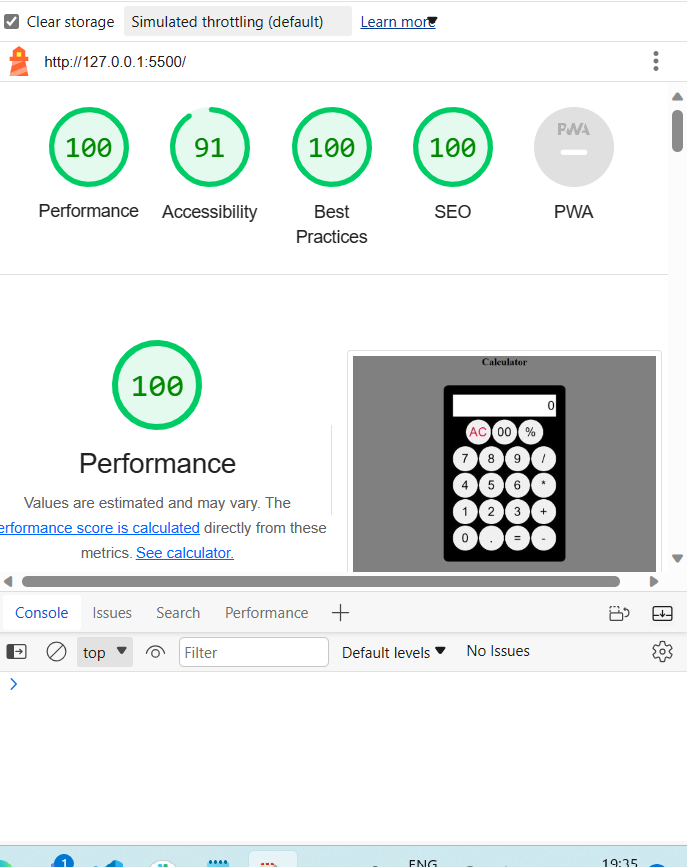 Clear storage Simulated throttling (default) Learn more
http://127.0.0.1:5500/
100 91 100 100 PWA
Performance Accessibility Best Practices SEO PWA
100
Performance
Values are estimated and may vary. The
erformance score is calculated directly from these
metrics. See calculator.
Calculator
0
AC 00 %
7 8 9 /
4 5 6 *
1 2 3 +
0 . = -
Console Issues Search Performance
top Filter Default levels No Issues
1 ENG 19:35